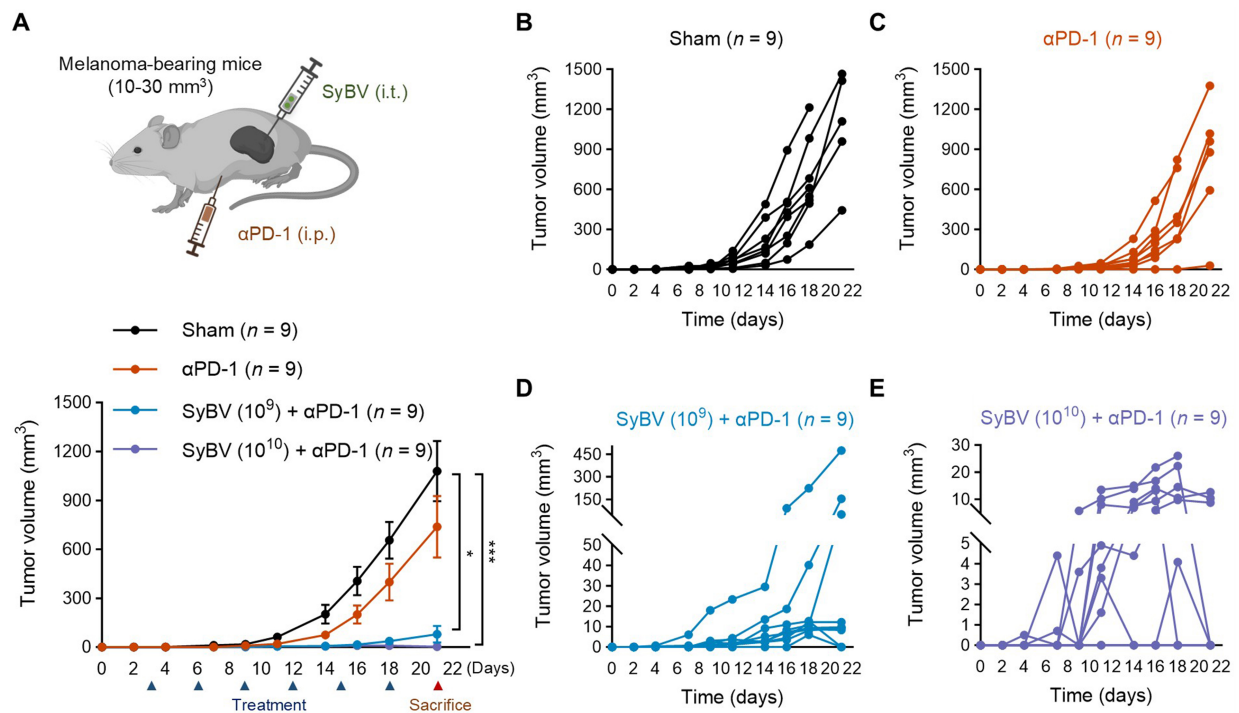 A
Melanoma-bearing mice
(10-30 mm³)
SyBV (i.t.)
αPD-1 (i.p.)
Sham (n = 9)
αPD-1 (n = 9)
SyBV (10⁹) + αPD-1 (n = 9)
SyBV (10¹⁰) + αPD-1 (n = 9)
Tumor volume (mm³)
1500
1200
900
600
300
0
* ***
0 2 4 6 8 10 12 14 16 18 20 22 (Days)
Treatment Sacrifice
B
Sham (n = 9)
Tumor volume (mm³)
1500
1200
900
600
300
0
0 2 4 6 8 10 12 14 16 18 20 22
Time (days)
C
αPD-1 (n = 9)
Tumor volume (mm³)
1500
1200
900
600
300
0
0 2 4 6 8 10 12 14 16 18 20 22
Time (days)
D
SyBV (10⁹) + αPD-1 (n = 9)
Tumor volume (mm³)
450
300
150
50
40
30
20
10
0
0 2 4 6 8 10 12 14 16 18 20 22
Time (days)
E
SyBV (10¹⁰) + αPD-1 (n = 9)
Tumor volume (mm³)
30
20
10
5
4
3
2
1
0
0 2 4 6 8 10 12 14 16 18 20 22
Time (days)